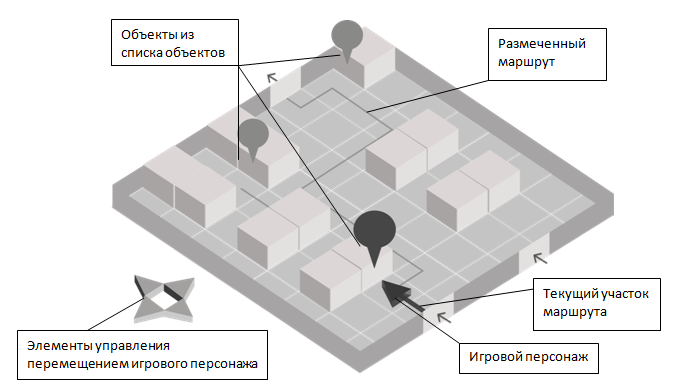 Объекты из
списка объектов
Размеченный
маршрут
Текущий участок
маршрута
Элементы управления
перемещением игрового персонажа
Игровой персонаж